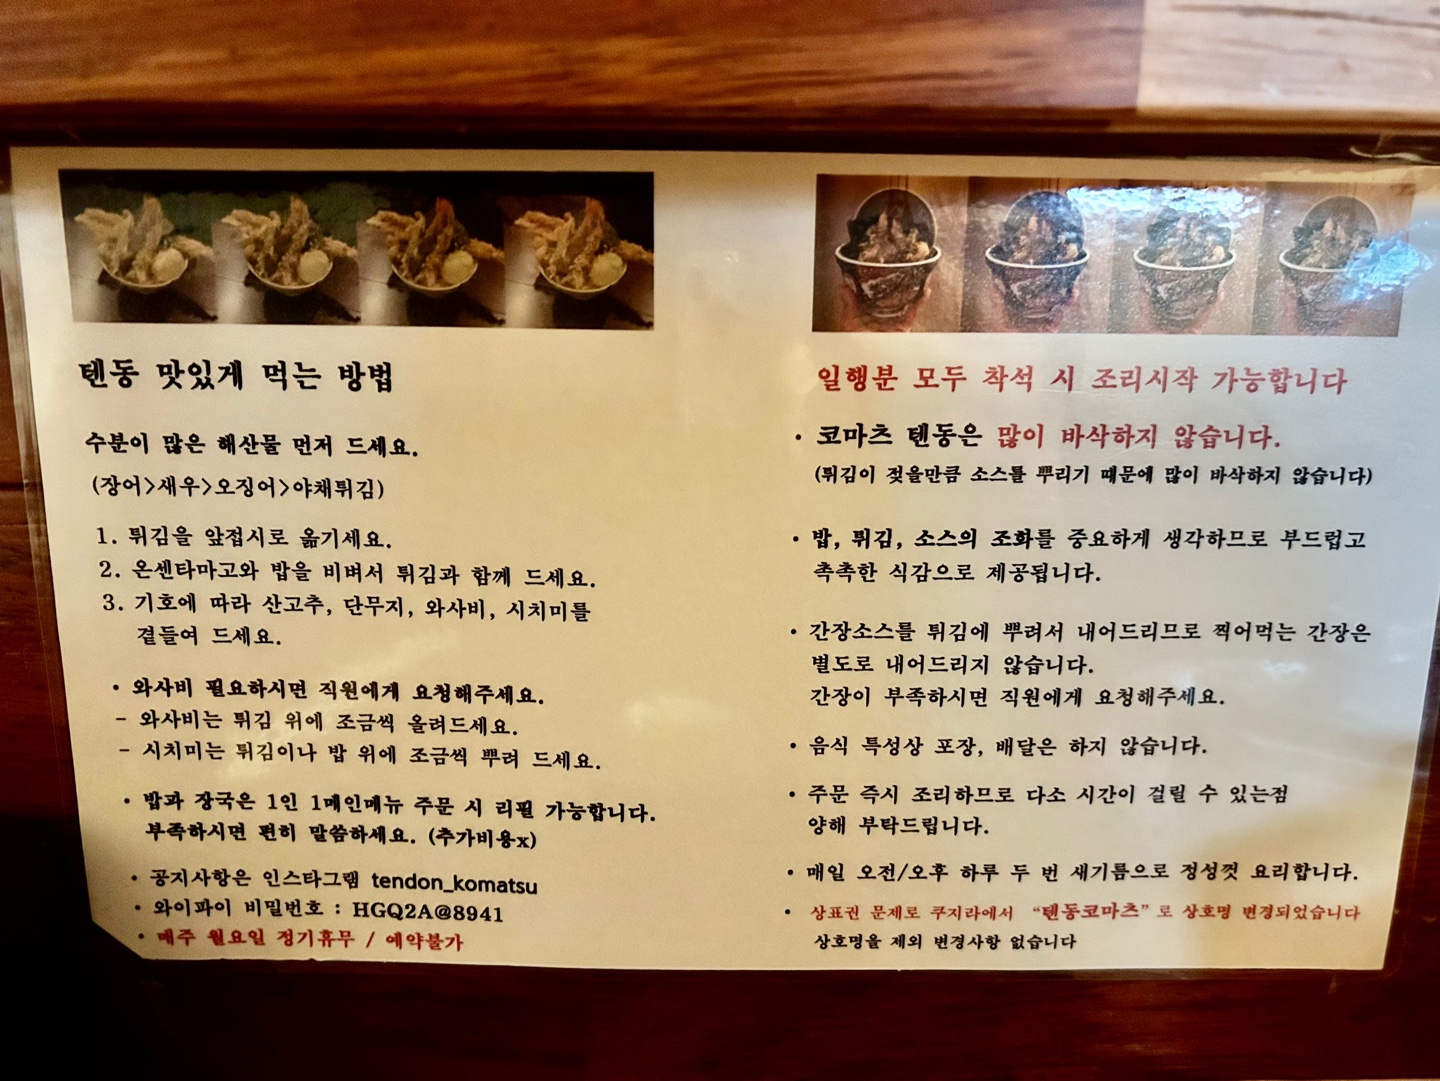 텐동 맛있게 먹는 방법
수분이 많은 해산물 먼저 드세요.
(장어>새우>오징어>야채튀김)
1. 튀김을 앞접시로 옮기세요.
2. 온센타마고와 밥을 비벼서 튀김과 함께 드세요.
3. 기호에 따라 산고추, 단무지, 와사비, 시치미를
곁들여 드세요.
• 와사비 필요하시면 직원에게 요청해주세요.
- 와사비는 튀김 위에 조금씩 올려드세요.
- 시치미는 튀김이나 밥 위에 조금씩 뿌려 드세요.
• 밥과 장국은 1인 1메인메뉴 주문 시 리필 가능합니다.
부족하시면 편히 말씀하세요. (추가비용x)
• 공지사항은 인스타그램 tendon_komatsu
• 와이파이 비밀번호 : HGQ2A@8941
• 매주 월요일 정기휴무 / 예약불가
일행분 모두 착석 시 조리시작 가능합니다
• 코마츠 텐동은 많이 바삭하지 않습니다.
(튀김이 젖을만큼 소스를 뿌리기 때문에 많이 바삭하지 않습니다)
• 밥, 튀김, 소스의 조화를 중요하게 생각하므로 부드럽고
촉촉한 식감으로 제공됩니다.
• 간장소스를 튀김에 뿌려서 내어드리므로 찍어먹는 간장은
별도로 내어드리지 않습니다.
간장이 부족하시면 직원에게 요청해주세요.
• 음식 특성상 포장, 배달은 하지 않습니다.
• 주문 즉시 조리하므로 다소 시간이 걸릴 수 있는점
양해 부탁드립니다.
• 매일 오전/오후 하루 두 번 새기름으로 정성껏 요리합니다.
• 상표권 문제로 쿠지라에서 “텐동코마츠” 로 상호명 변경되었습니다
상호명을 제외 변경사항 없습니다